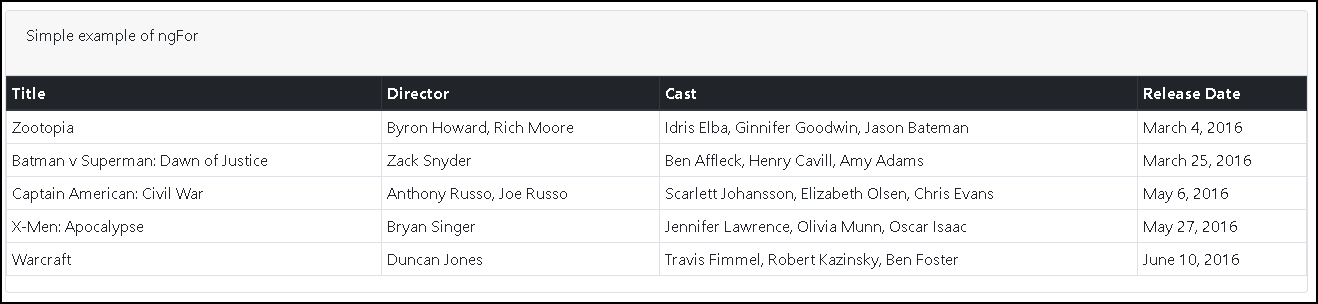 Simple example of ngFor
Title Director Cast Release Date
Zootopia Byron Howard, Rich Moore Idris Elba, Ginnifer Goodwin, Jason Bateman March 4, 2016
Batman v Superman: Dawn of Justice Zack Snyder Ben Affleck, Henry Cavill, Amy Adams March 25, 2016
Captain American: Civil War Anthony Russo, Joe Russo Scarlett Johansson, Elizabeth Olsen, Chris Evans May 6, 2016
X-Men: Apocalypse Bryan Singer Jennifer Lawrence, Olivia Munn, Oscar Isaac May 27, 2016
Warcraft Duncan Jones Travis Fimmel, Robert Kazinsky, Ben Foster June 10, 2016